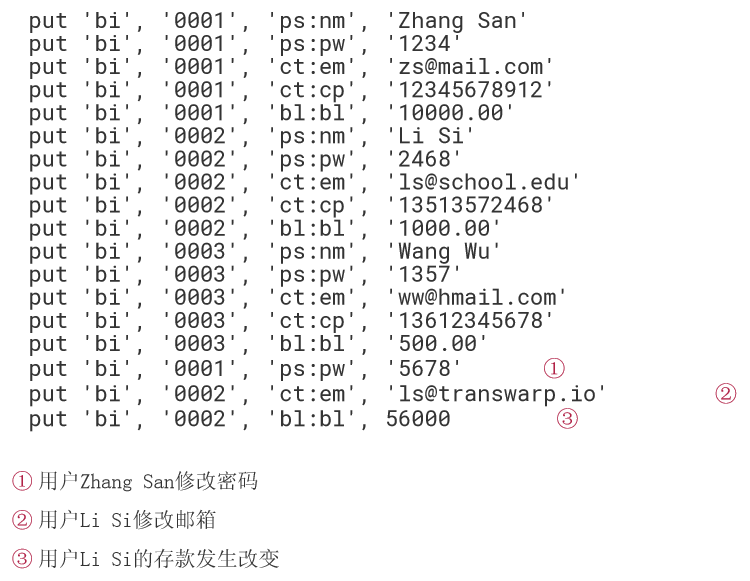 put 'bi', '0001', 'ps:nm', 'Zhang San'
put 'bi', '0001', 'ps:pw', '1234'
put 'bi', '0001', 'ct:em', 'zs@mail.com'
put 'bi', '0001', 'ct:cp', '12345678912'
put 'bi', '0001', 'bl:bl', '10000.00'
put 'bi', '0002', 'ps:nm', 'Li Si'
put 'bi', '0002', 'ps:pw', '2468'
put 'bi', '0002', 'ct:em', 'ls@school.edu'
put 'bi', '0002', 'ct:cp', '13513572468'
put 'bi', '0002', 'bl:bl', '1000.00'
put 'bi', '0003', 'ps:nm', 'Wang Wu'
put 'bi', '0003', 'ps:pw', '1357'
put 'bi', '0003', 'ct:em', 'ww@hmail.com'
put 'bi', '0003', 'ct:cp', '13612345678'
put 'bi', '0003', 'bl:bl', '500.00'
put 'bi', '0001', 'ps:pw', '5678' ①
put 'bi', '0002', 'ct:em', 'ls@transwarp.io' ②
put 'bi', '0002', 'bl:bl', 56000 ③
① 用户Zhang San修改密码
② 用户Li Si修改邮箱
③ 用户Li Si的存款发生改变